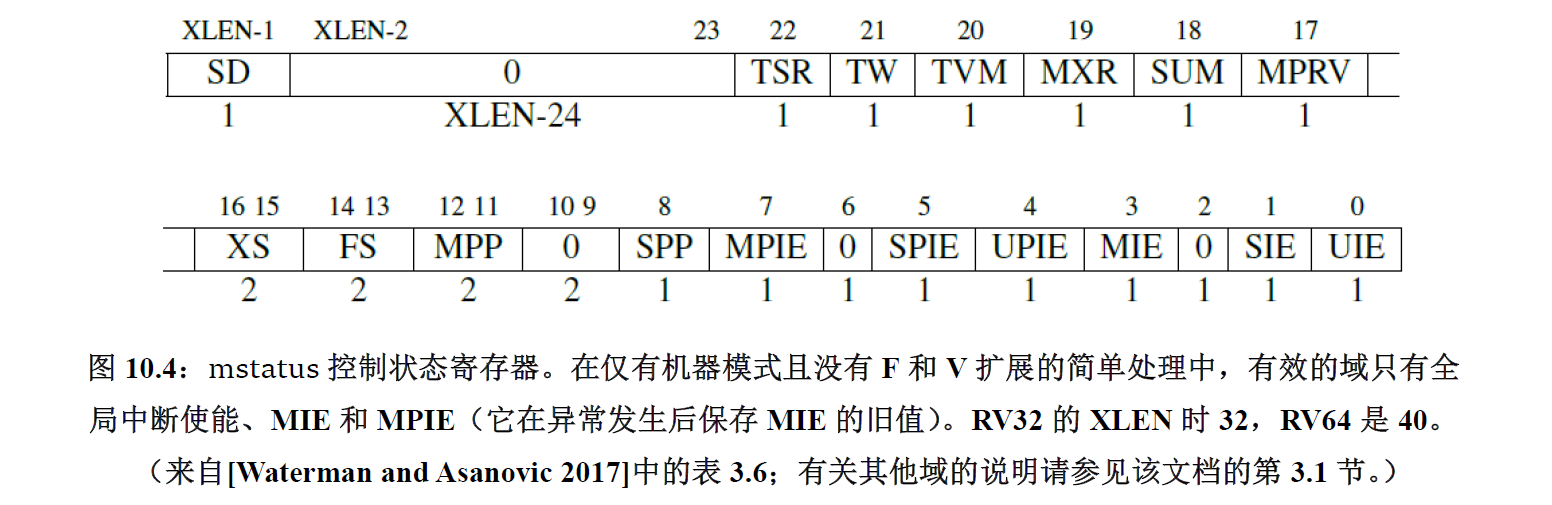 XLEN-1 XLEN-2 23 22 21 20 19 18 17
SD 0 TSR TW TVM MXR SUM MPRV
1 XLEN-24 1 1 1 1 1 1
16 15 14 13 12 11 10 9 8 7 6 5 4 3 2 1 0
XS FS MPP 0 SPP MPIE 0 SPIE UPIE MIE 0 SIE UIE
2 2 2 2 1 1 1 1 1 1 1 1 1
图 10.4：mstatus 控制状态寄存器。在仅有机器模式且没有 F 和 V 扩展的简单处理中，有效的域只有全
局中断使能、MIE 和 MPIE（它在异常发生后保存 MIE 的旧值）。RV32 的 XLEN 时 32，RV64 是 40。
（来自[Waterman and Asanovic 2017]中的表 3.6；有关其他域的说明请参见该文档的第 3.1 节。）